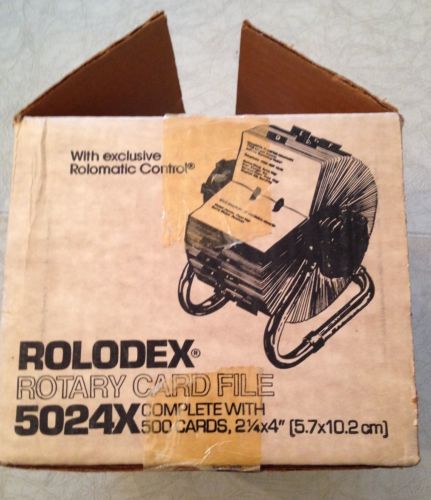 With exclusive
Rolomatic Control®
ROLODEX®
ROTARY CARD FILE
5024X COMPLETE WITH
500 CARDS, 2¼x4" (5.7x10.2 cm)